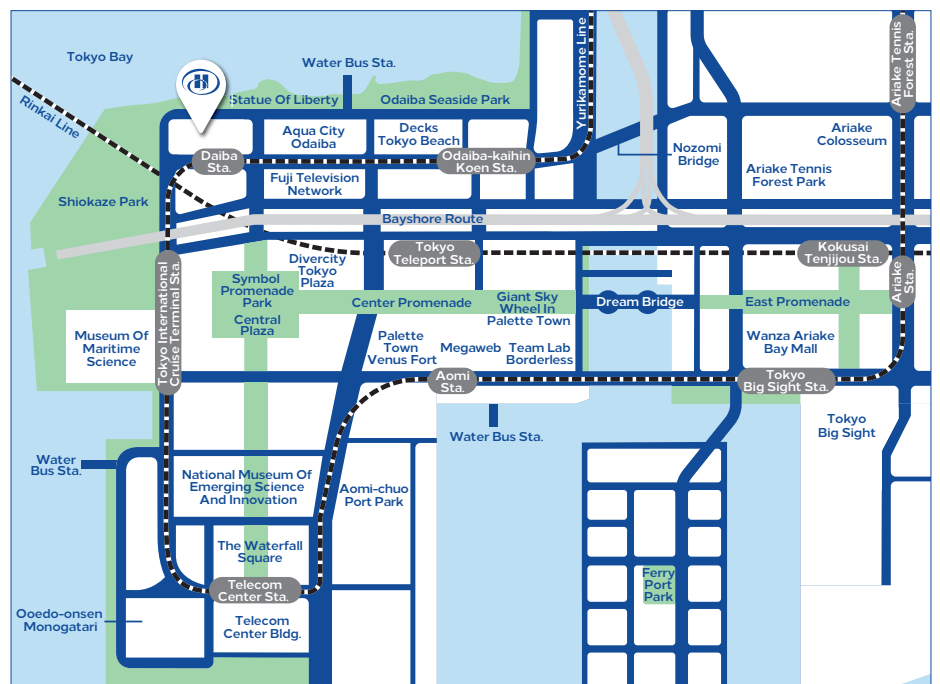 Tokyo Bay
Water Bus Sta.
Yurikamome Line
Ariake Tennis
Forest Sta.
Rinkai Line
H
Statue Of Liberty
Odaiba Seaside Park
Aqua City
Odaiba
Decks
Tokyo Beach
Ariake
Colosseum
Nozomi
Bridge
Daiba
Sta.
Odaiba-kaihin
Koen Sta.
Ariake Tennis
Forest Park
Fuji Television
Network
Shiokaze Park
Bayshore Route
Tokyo
Teleport Sta.
Kokusai
Tenjijou Sta.
Divercity
Tokyo
Plaza
Tokyo International
Cruise Terminal Sta.
Ariake
Sta.
Symbol
Promenade
Park
Central
Plaza
Center Promenade
Giant Sky
Wheel In
Palette Town
Dream Bridge
East Promenade
Museum Of
Maritime
Science
Palette
Town
Venus Fort
Megaweb
Team Lab
Borderless
Wanza Ariake
Bay Mall
Aomi
Sta.
Tokyo
Big Sight Sta.
Tokyo
Big Sight
Water Bus Sta.
Water
Bus Sta.
National Museum Of
Emerging Science
And Innovation
Aomi-chuo
Port Park
The Waterfall
Square
Ferry
Port
Park
Telecom
Center Sta.
Ooedo-onsen
Monogatari
Telecom
Center Bldg.